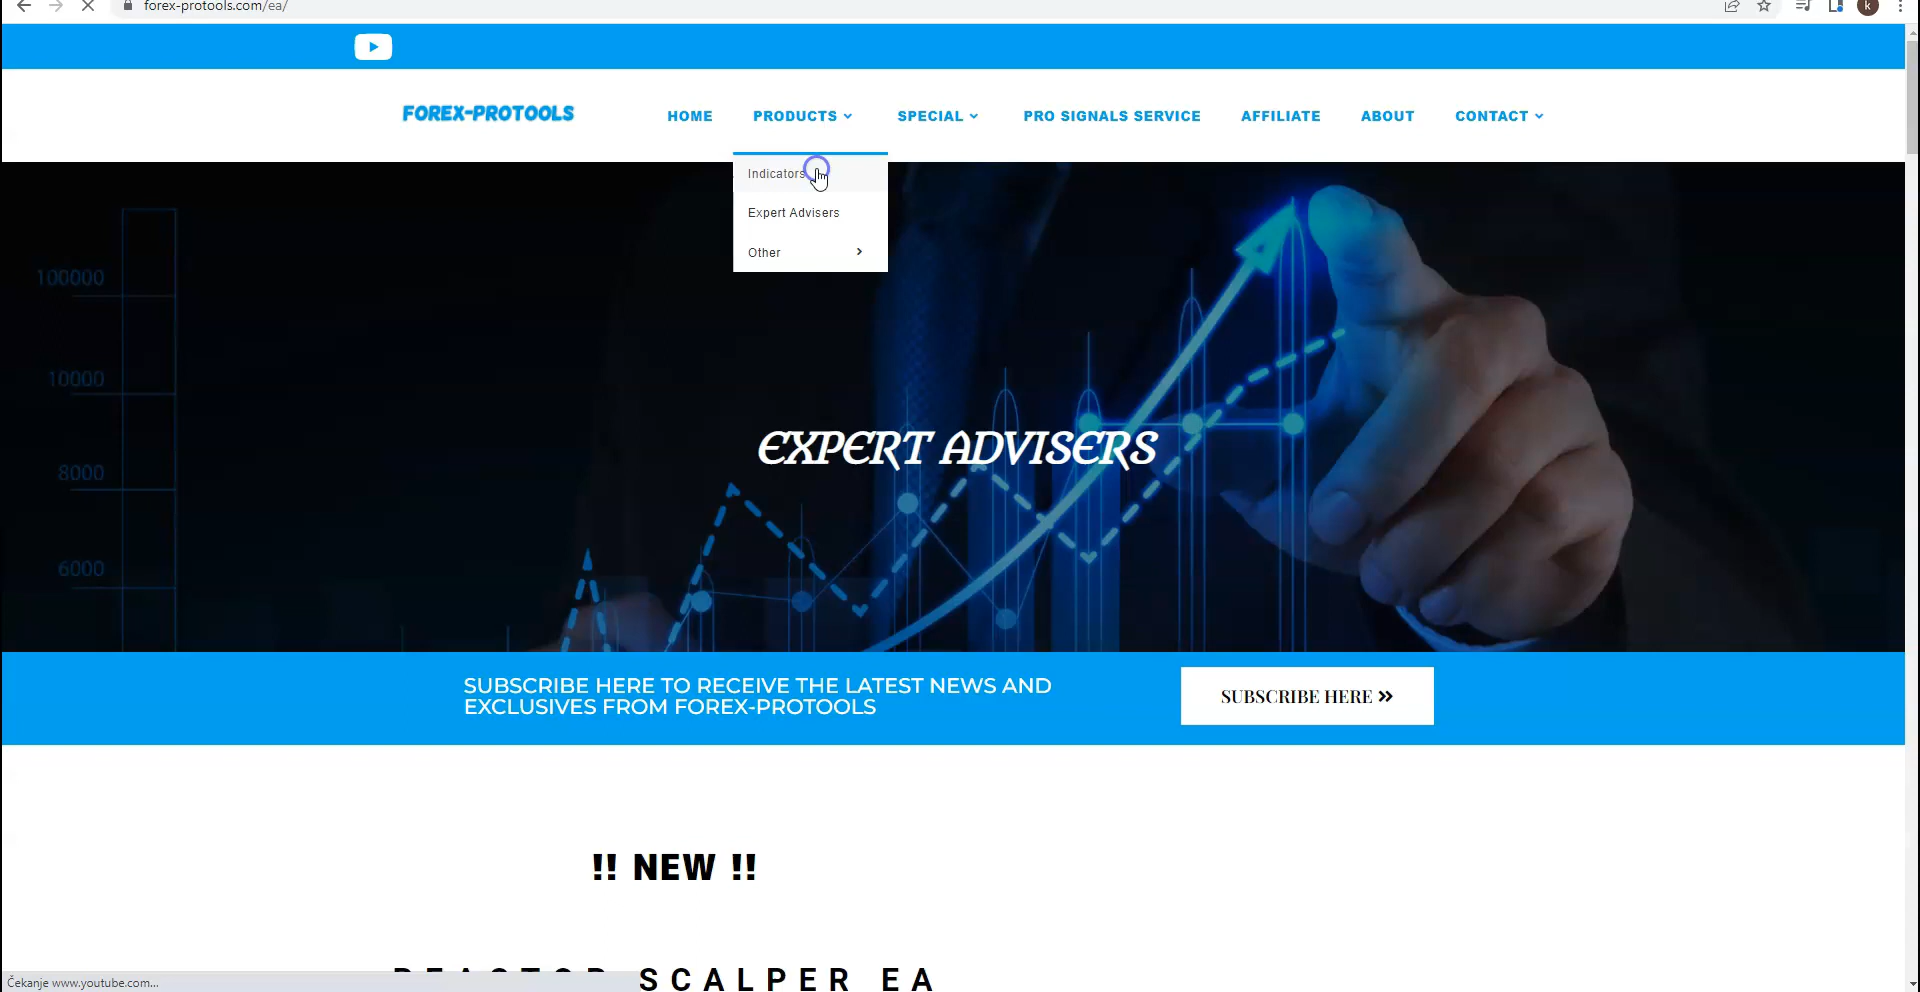 forex-protools.com/ea/
k
FOREX-PROTOOLS
HOME
PRODUCTS
SPECIAL
PRO SIGNALS SERVICE
AFFILIATE
ABOUT
CONTACT
Indicators
Expert Advisers
Other
100000
10000
8000
6000
EXPERT ADVISERS
SUBSCRIBE HERE TO RECEIVE THE LATEST NEWS AND
EXCLUSIVES FROM FOREX-PROTOOLS
SUBSCRIBE HERE
!! NEW !!
REACTOR SCALPER EA
Čekanje www.youtube.com...